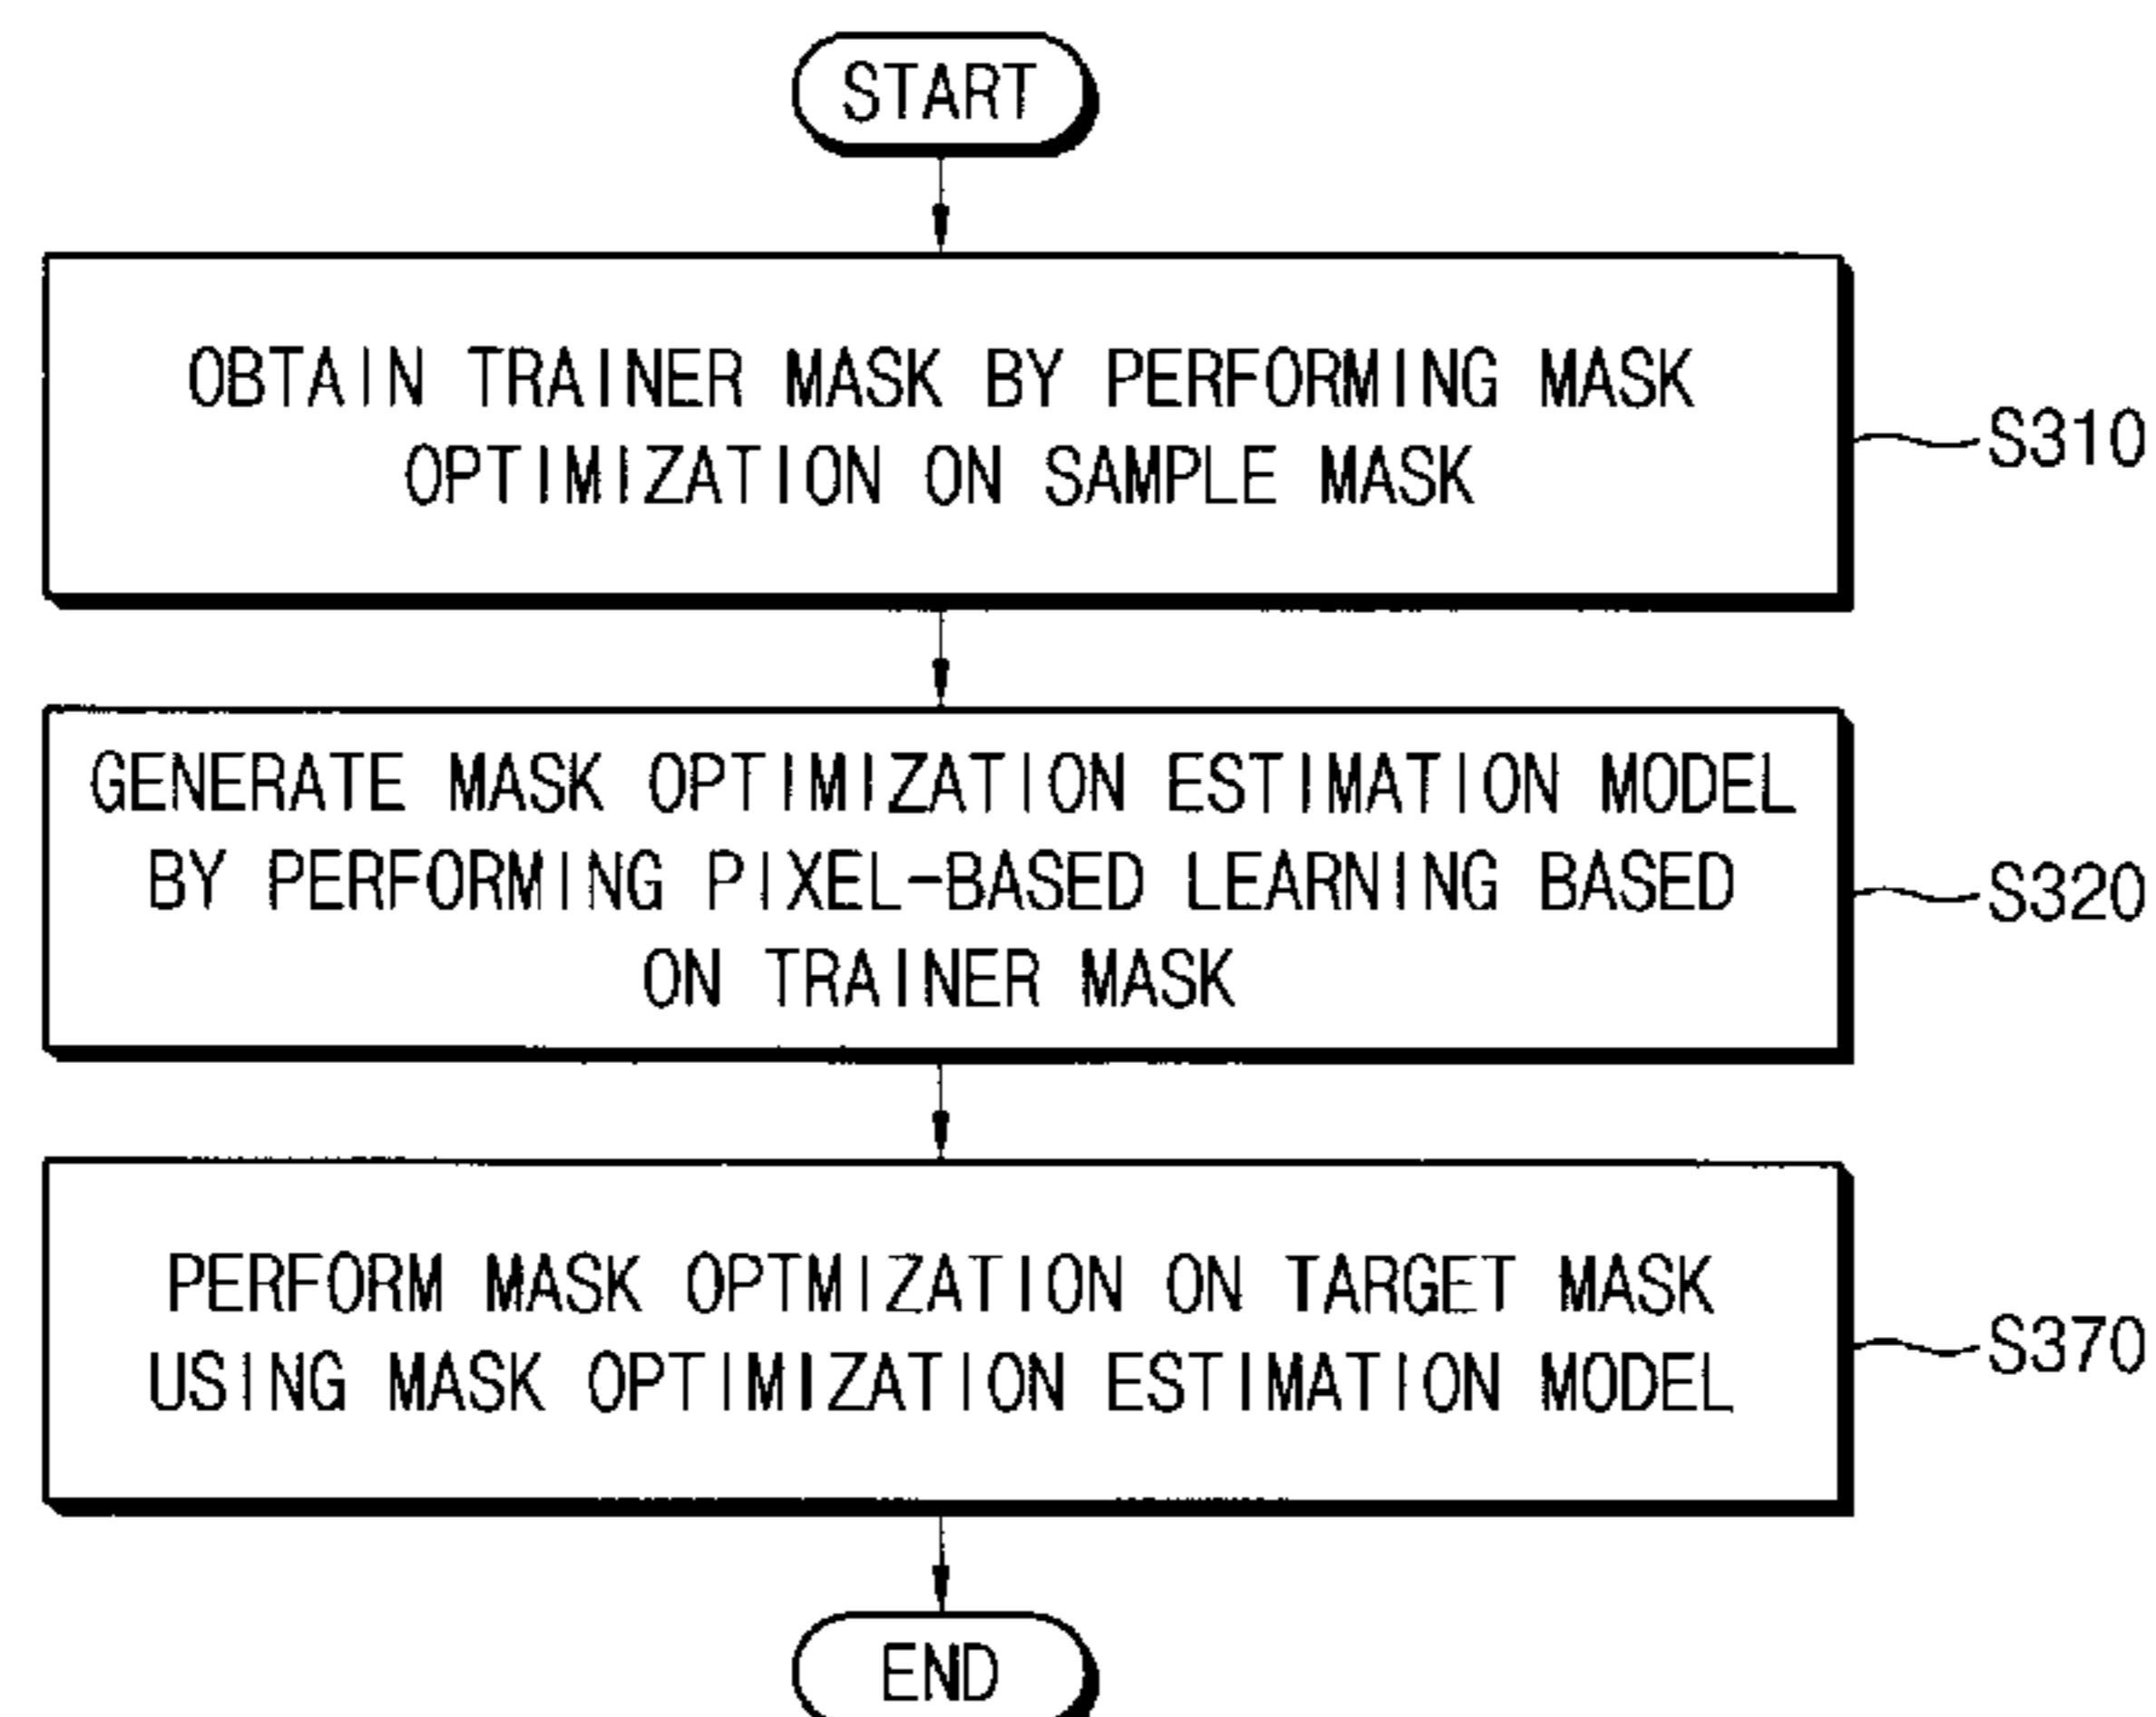 START
OBTAIN TRAINER MASK BY PERFORMING MASK
OPTIMIZATION ON SAMPLE MASK
S310
GENERATE MASK OPTIMIZATION ESTIMATION MODEL
BY PERFORMING PIXEL-BASED LEARNING BASED
ON TRAINER MASK
S320
PERFORM MASK OPTMIZATION ON TARGET MASK
USING MASK OPTIMIZATION ESTIMATION MODEL
S370
END